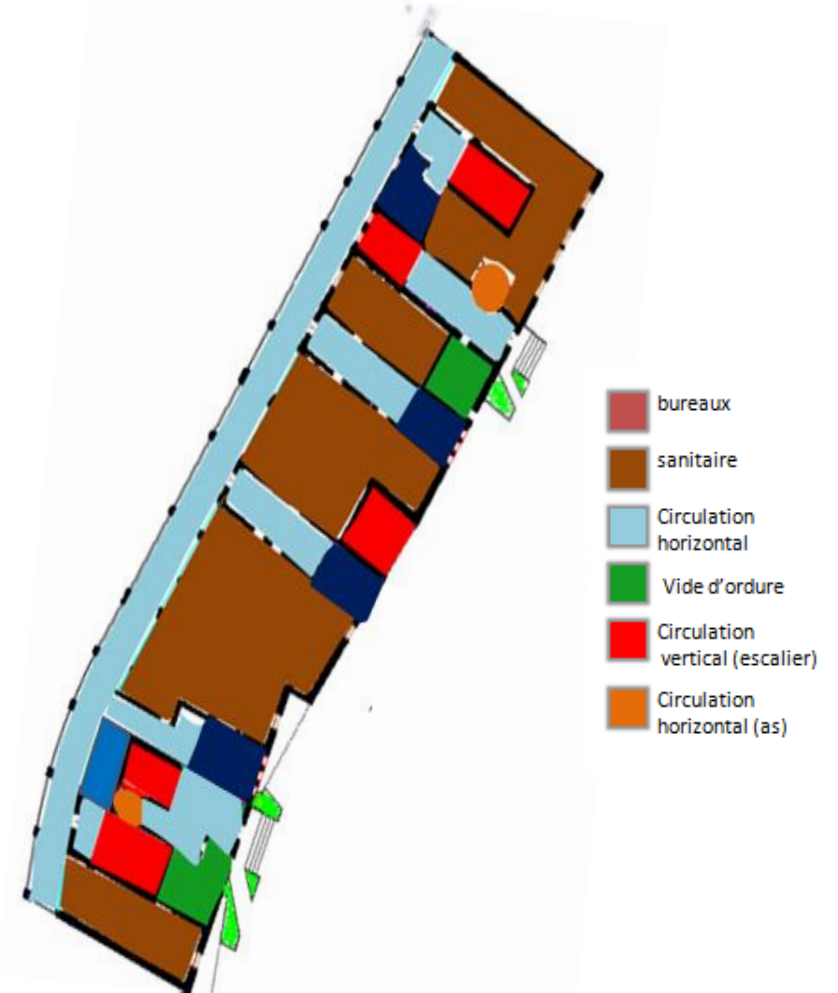 bureaux
sanitaire
Circulation
horizontal
Vide d’ordure
Circulation
vertical (escalier)
Circulation
horizontal (as)